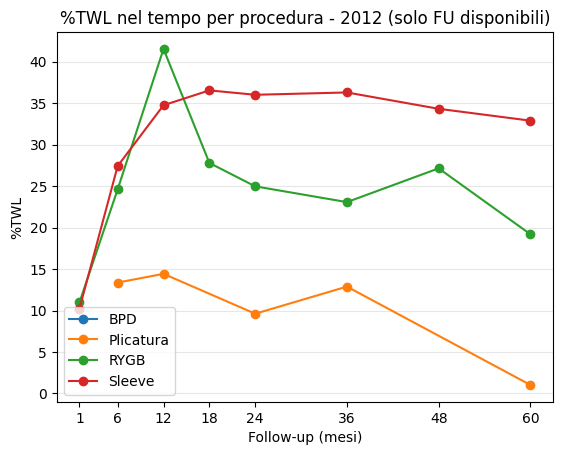 %TWL nel tempo per procedura - 2012 (solo FU disponibili)
%TWL
40
35
30
25
20
15
10
5
0
BPD
Plicatura
RYGB
Sleeve
1 6 12 18 24 36 48 60
Follow-up (mesi)